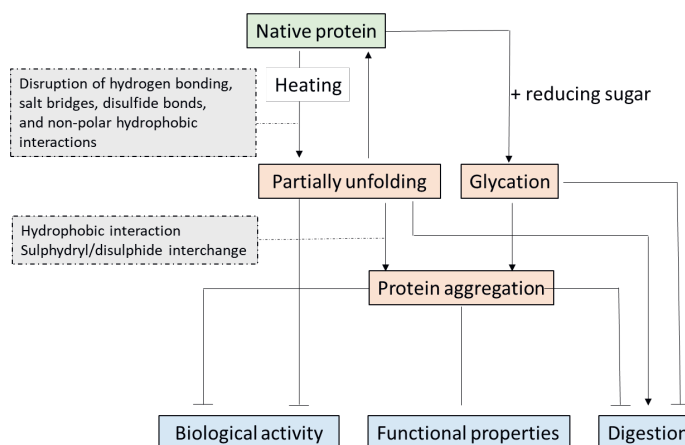 Native protein
Disruption of hydrogen bonding,
salt bridges, disulfide bonds,
and non-polar hydrophobic
interactions
Heating
+ reducing sugar
Partially unfolding
Glycation
Hydrophobic interaction
Sulphydryl/disulphide interchange
Protein aggregation
Biological activity
Functional properties
Digestion